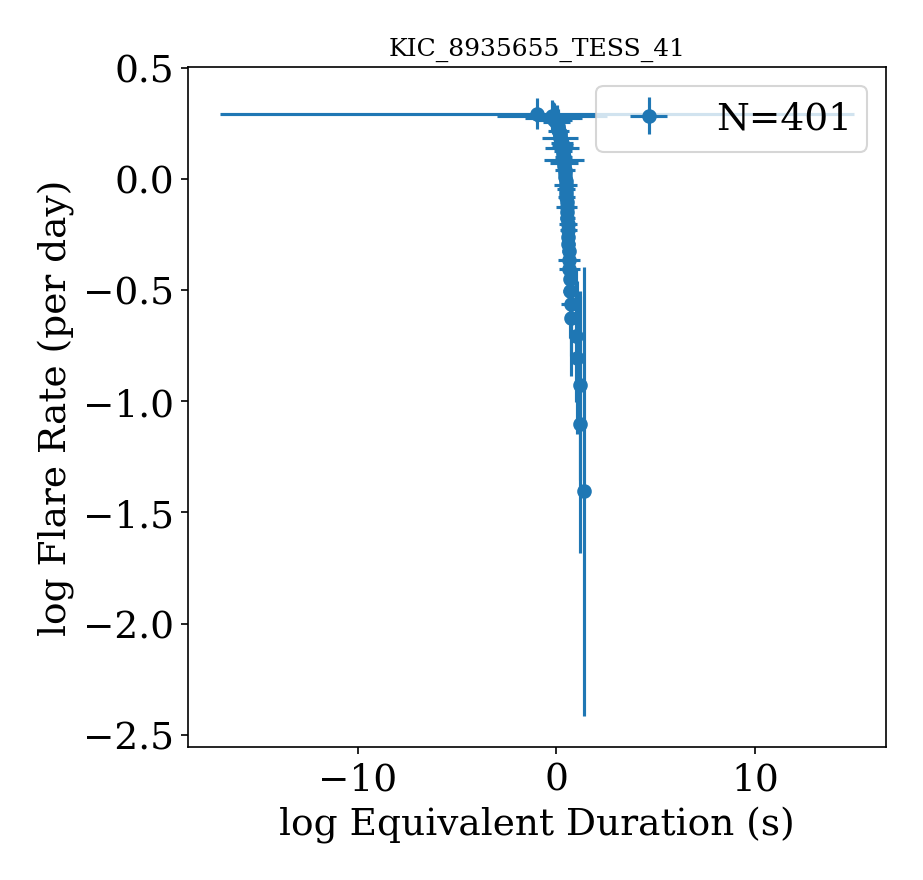 KIC_8935655_TESS_41
N=401
0.5
0.0
−0.5
−1.0
−1.5
−2.0
−2.5
log Flare Rate (per day)
−10 0 10
log Equivalent Duration (s)